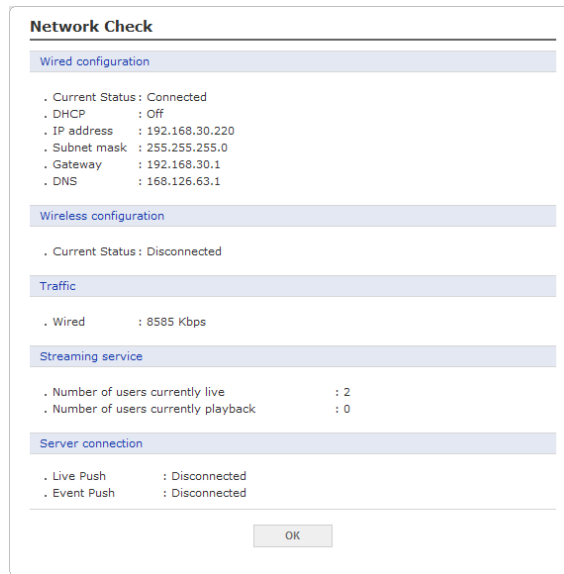 Network Check
Wired configuration
. Current Status : Connected
. DHCP : Off
. IP address : 192.168.30.220
. Subnet mask : 255.255.255.0
. Gateway : 192.168.30.1
. DNS : 168.126.63.1
Wireless configuration
. Current Status : Disconnected
Traffic
. Wired : 8585 Kbps
Streaming service
. Number of users currently live : 2
. Number of users currently playback : 0
Server connection
. Live Push : Disconnected
. Event Push : Disconnected
OK